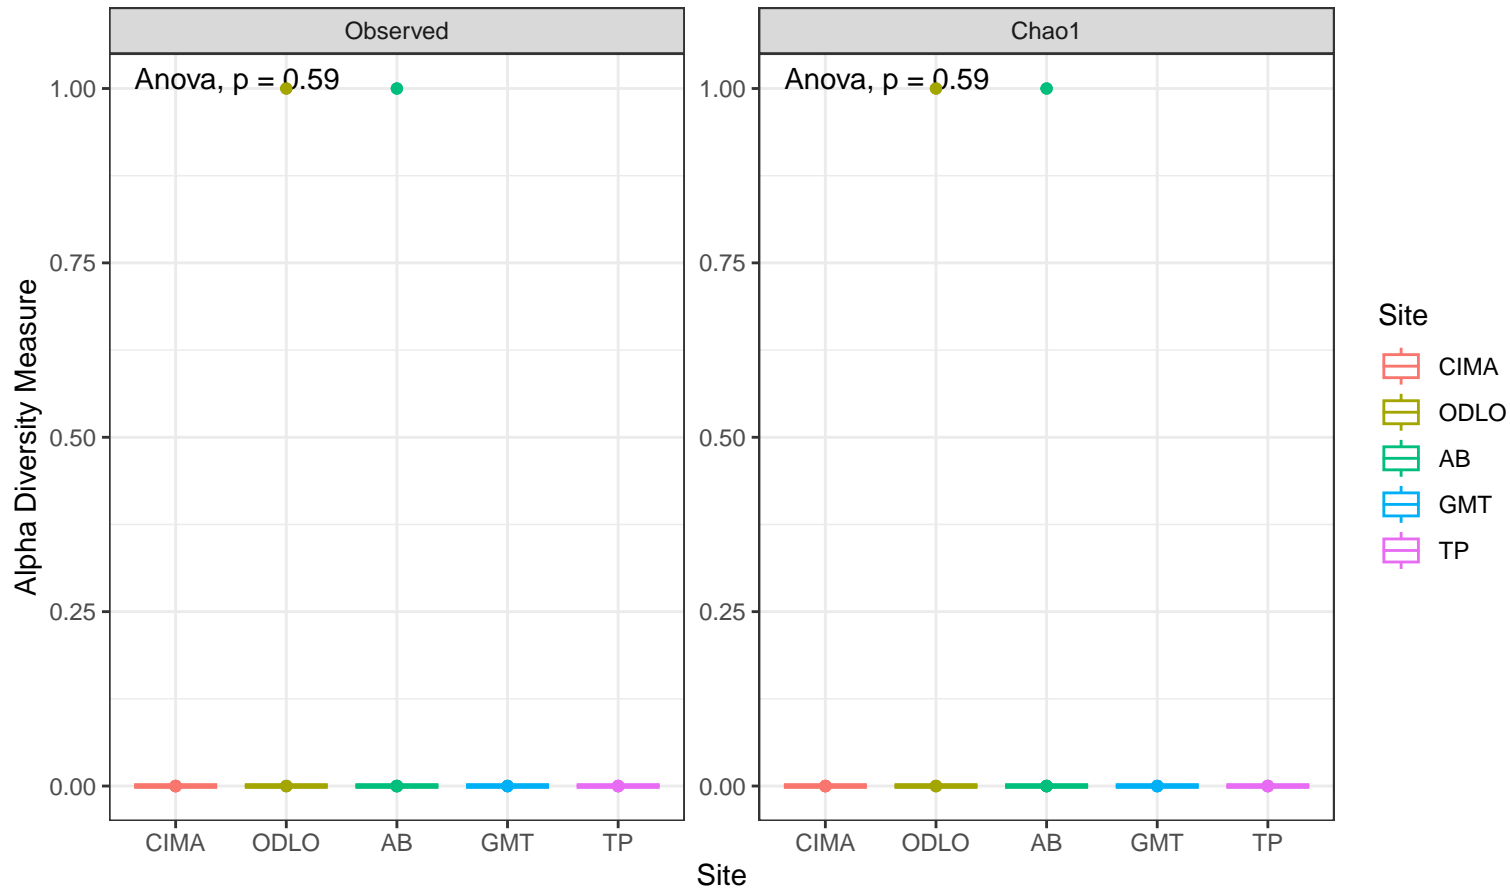 Observed
Chao1
Anova, p = 0.59
Anova, p = 0.59
1.00
0.75
0.50
0.25
0.00
1.00
0.75
0.50
0.25
0.00
Alpha Diversity Measure
CIMA ODLO AB GMT TP
CIMA ODLO AB GMT TP
Site
Site
CIMA
ODLO
AB
GMT
TP